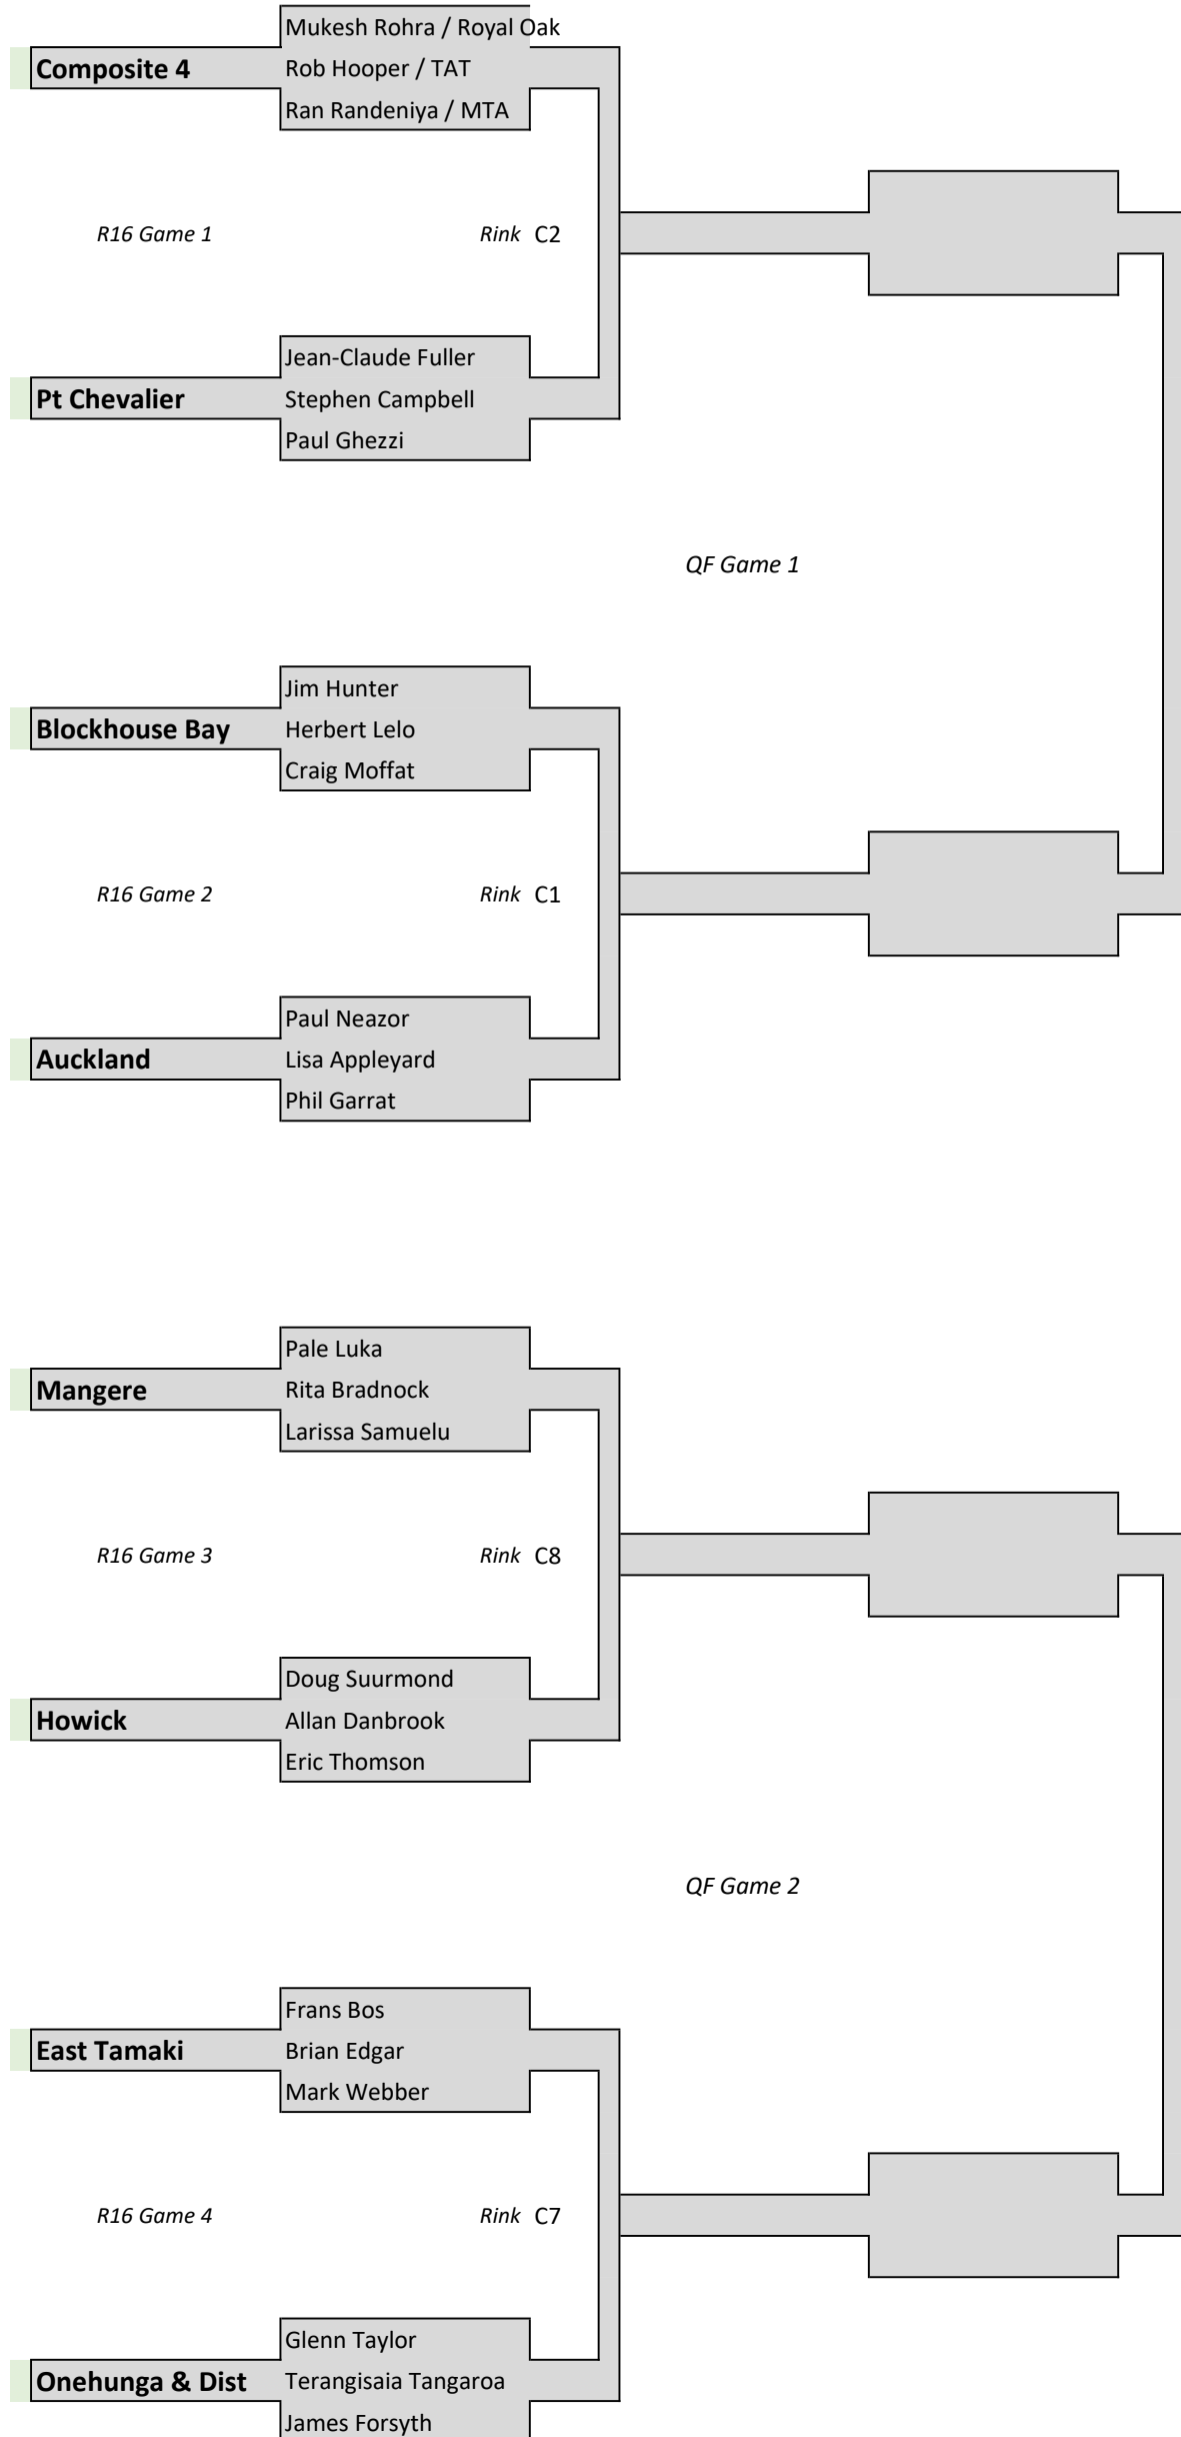 Mukesh Rohra / Royal Oak
Composite 4 Rob Hooper / TAT
Ran Randeniya / MTA
R16 Game 1 Rink C2
Jean-Claude Fuller
Pt Chevalier Stephen Campbell
Paul Ghezzi
QF Game 1
Jim Hunter
Blockhouse Bay Herbert Lelo
Craig Moffat
R16 Game 2 Rink C1
Paul Neazor
Auckland Lisa Appleyard
Phil Garrat
Pale Luka
Mangere Rita Bradnock
Larissa Samuelu
R16 Game 3 Rink C8
Doug Suurmond
Howick Allan Danbrook
Eric Thomson
QF Game 2
Frans Bos
East Tamaki Brian Edgar
Mark Webber
R16 Game 4 Rink C7
Glenn Taylor
Onehunga & Dist Terangisaia Tangaroa
James Forsyth